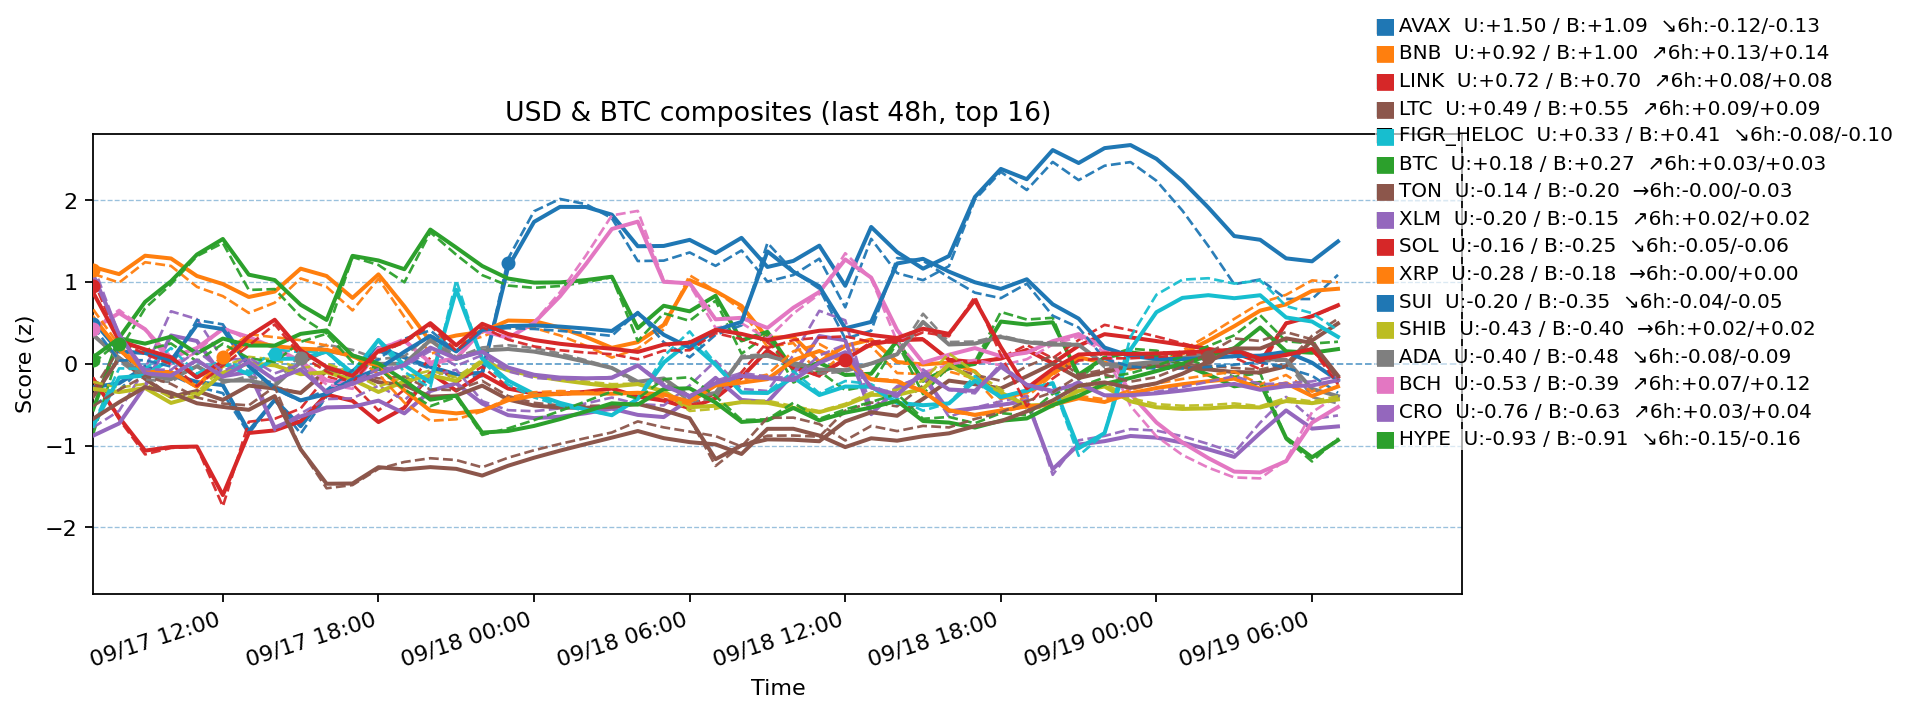 AVAX  U:+1.50 / B:+1.09  ↘6h:-0.12/-0.13
BNB  U:+0.92 / B:+1.00  ↗6h:+0.13/+0.14
LINK  U:+0.72 / B:+0.70  ↗6h:+0.08/+0.08
LTC  U:+0.49 / B:+0.55  ↗6h:+0.09/+0.09
FIGR_HELOC  U:+0.33 / B:+0.41  ↘6h:-0.08/-0.10
BTC  U:+0.18 / B:+0.27  ↗6h:+0.03/+0.03
TON  U:-0.14 / B:-0.20  →6h:-0.00/-0.03
XLM  U:-0.20 / B:-0.15  ↗6h:+0.02/+0.02
SOL  U:-0.16 / B:-0.25  ↘6h:-0.05/-0.06
XRP  U:-0.28 / B:-0.18  →6h:-0.00/+0.00
SUI  U:-0.20 / B:-0.35  ↘6h:-0.04/-0.05
SHIB  U:-0.43 / B:-0.40  →6h:+0.02/+0.02
ADA  U:-0.40 / B:-0.48  ↘6h:-0.08/-0.09
BCH  U:-0.53 / B:-0.39  ↗6h:+0.07/+0.12
CRO  U:-0.76 / B:-0.63  ↗6h:+0.03/+0.04
HYPE  U:-0.93 / B:-0.91  ↘6h:-0.15/-0.16
USD & BTC composites (last 48h, top 16)
Score (z)
2
1
0
−1
−2
09/17 12:00
09/17 18:00
09/18 00:00
09/18 06:00
09/18 12:00
09/18 18:00
09/19 00:00
09/19 06:00
Time